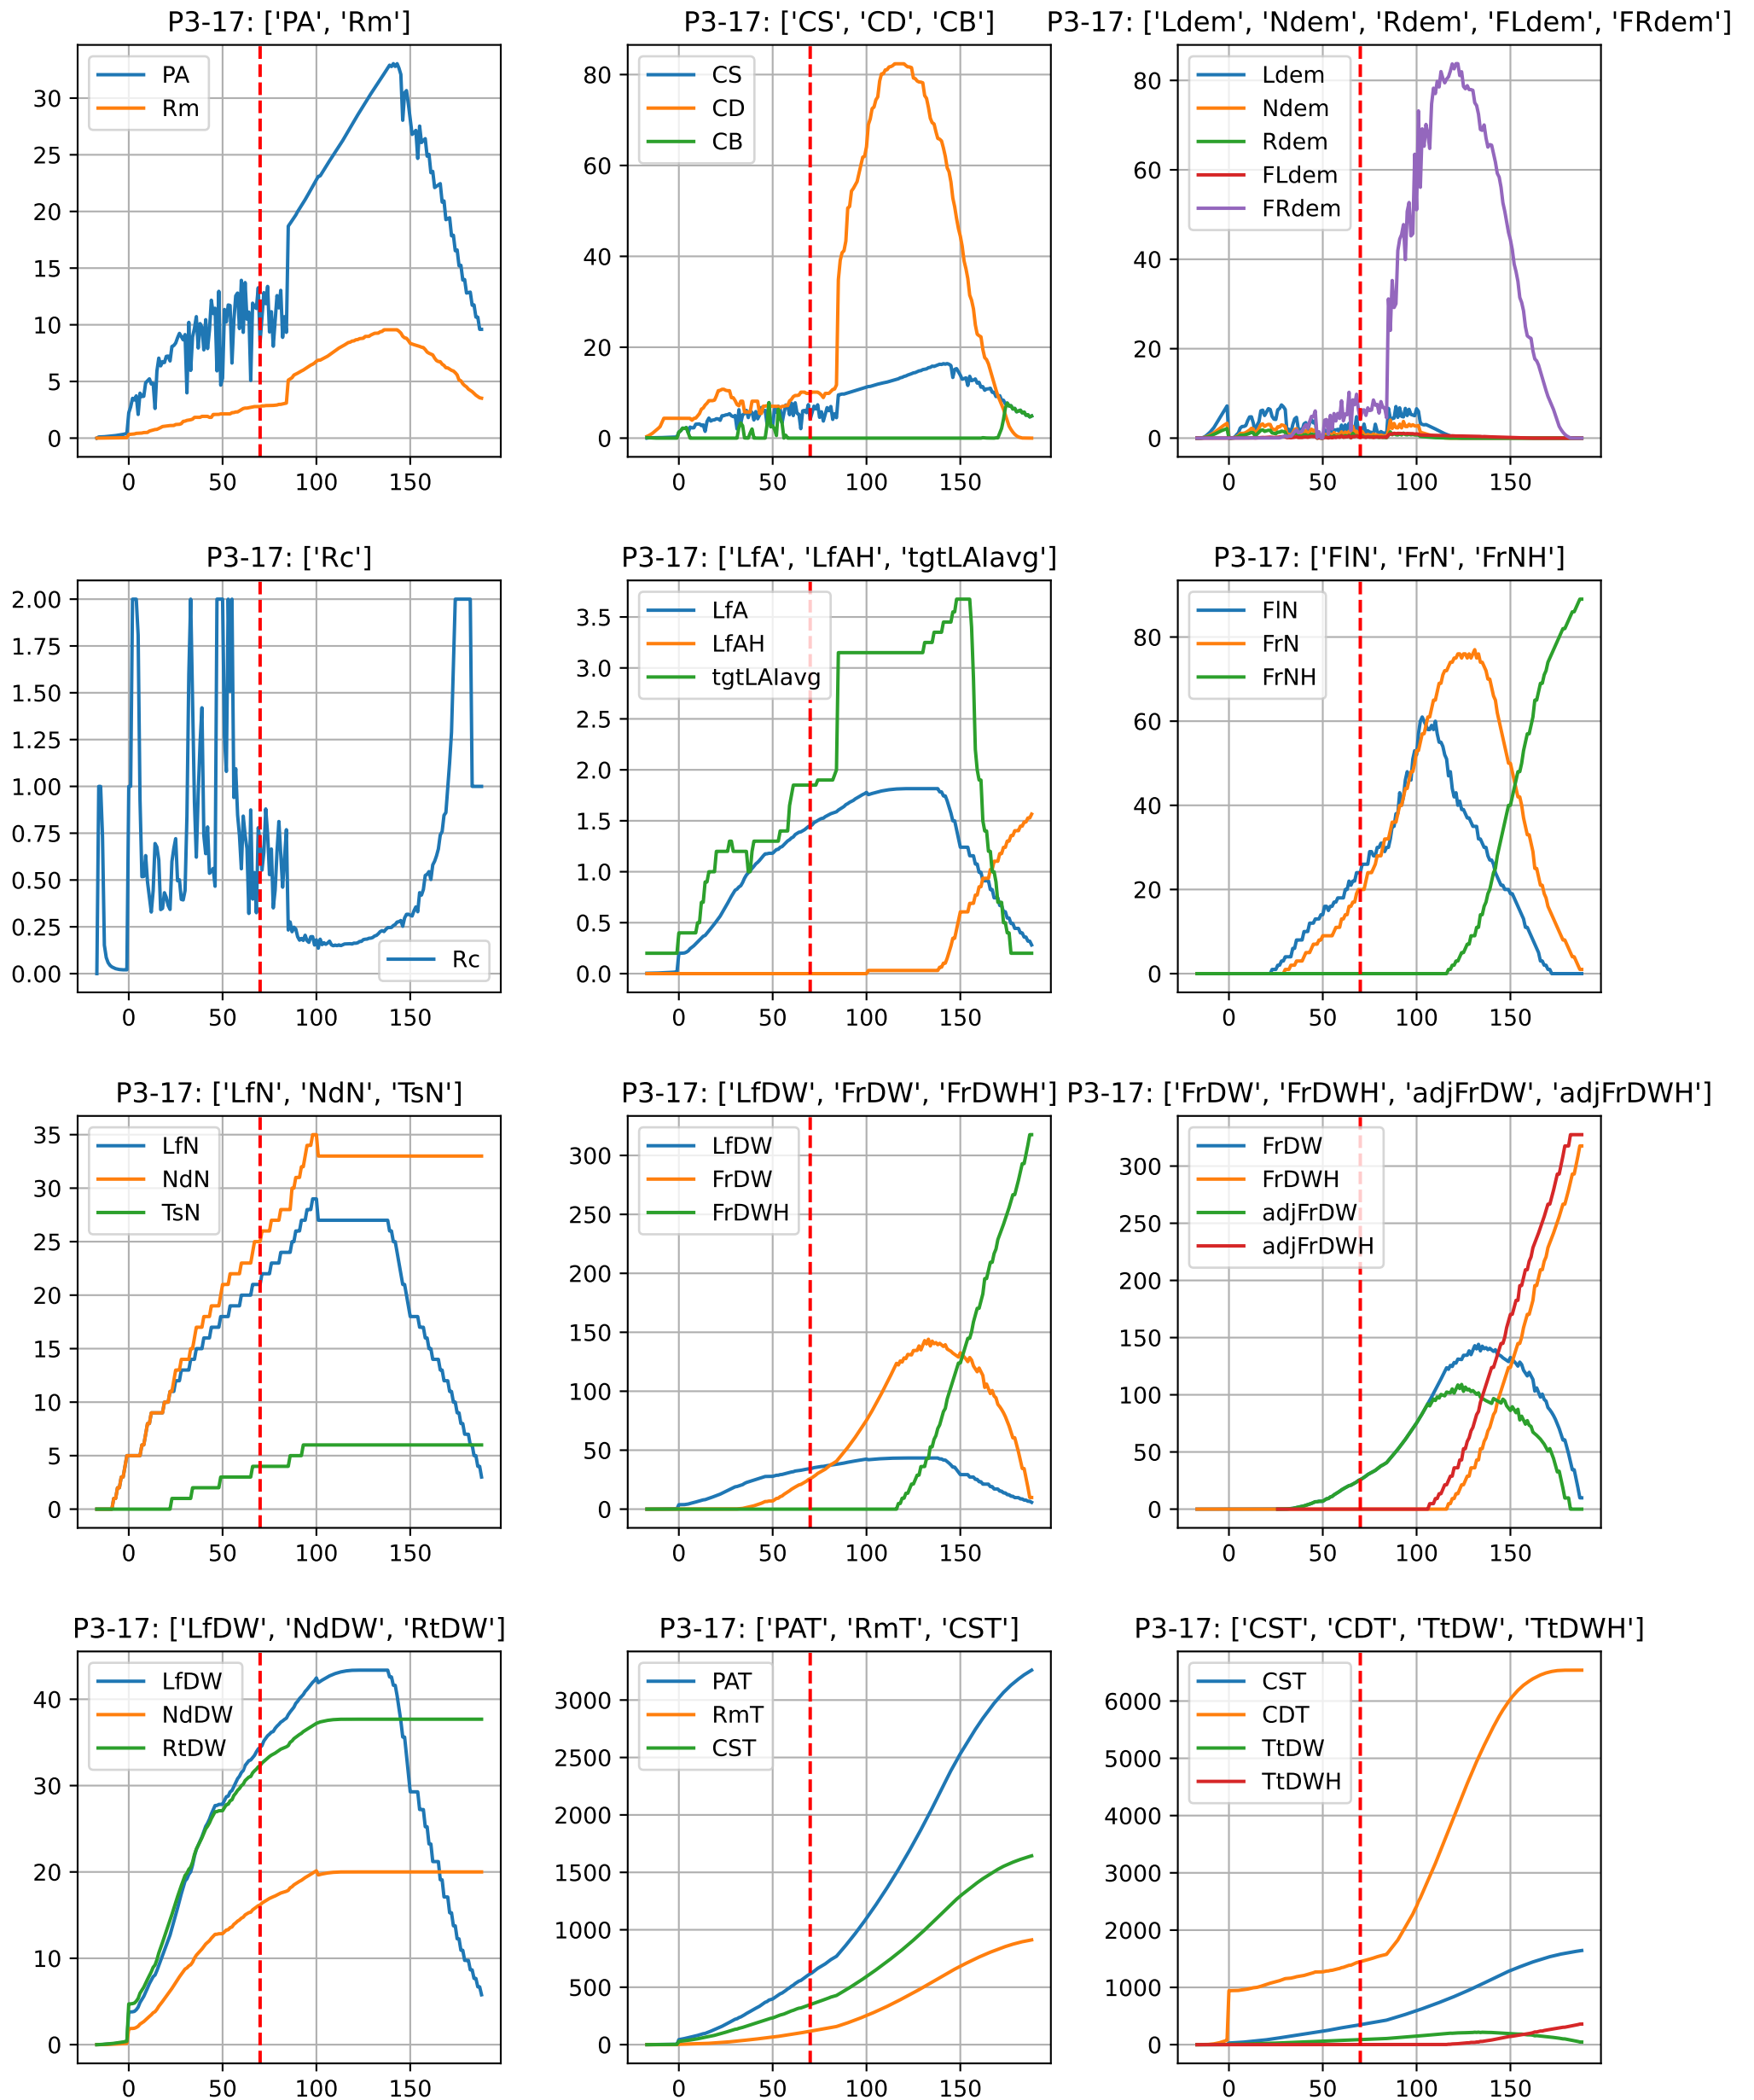 P3-17: ['PA', 'Rm']
PA
Rm
30
25
20
15
10
5
0
0 50 100 150
P3-17: ['CS', 'CD', 'CB']
CS
CD
CB
80
60
40
20
0
0 50 100 150
P3-17: ['Ldem', 'Ndem', 'Rdem', 'FLdem', 'FRdem']
Ldem
Ndem
Rdem
FLdem
FRdem
80
60
40
20
0
0 50 100 150
P3-17: ['Rc']
2.00
1.75
1.50
1.25
1.00
0.75
0.50
0.25
0.00
Rc
0 50 100 150
P3-17: ['LfA', 'LfAH', 'tgtLAIavg']
LfA
LfAH
tgtLAIavg
3.5
3.0
2.5
2.0
1.5
1.0
0.5
0.0
0 50 100 150
P3-17: ['FlN', 'FrN', 'FrNH']
FlN
FrN
FrNH
80
60
40
20
0
0 50 100 150
P3-17: ['LfN', 'NdN', 'TsN']
LfN
NdN
TsN
35
30
25
20
15
10
5
0
0 50 100 150
P3-17: ['LfDW', 'FrDW', 'FrDWH']
LfDW
FrDW
FrDWH
300
250
200
150
100
50
0
0 50 100 150
P3-17: ['FrDW', 'FrDWH', 'adjFrDW', 'adjFrDWH']
FrDW
FrDWH
adjFrDW
adjFrDWH
300
250
200
150
100
50
0
0 50 100 150
P3-17: ['LfDW', 'NdDW', 'RtDW']
LfDW
NdDW
RtDW
40
30
20
10
0
0 50 100 150
P3-17: ['PAT', 'RmT', 'CST']
PAT
RmT
CST
3000
2500
2000
1500
1000
500
0
0 50 100 150
P3-17: ['CST', 'CDT', 'TtDW', 'TtDWH']
CST
CDT
TtDW
TtDWH
6000
5000
4000
3000
2000
1000
0
0 50 100 150